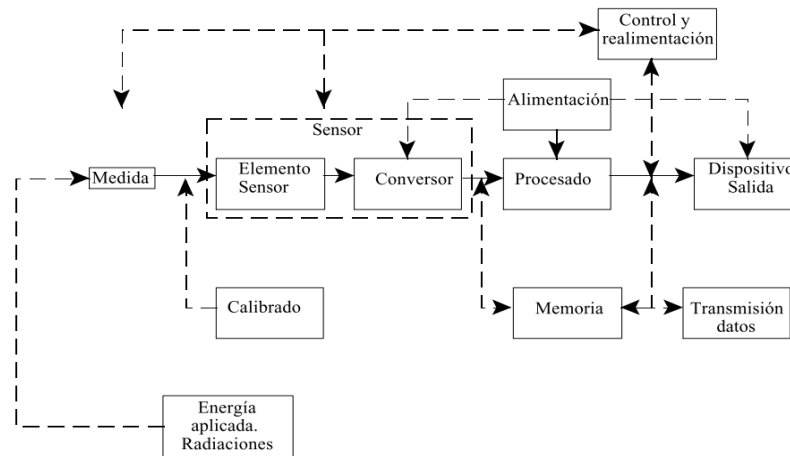 Control y
realimentación
Alimentación
Sensor
Medida
Elemento
Sensor
Conversor
Procesado
Dispositivo
Salida
Calibrado
Memoria
Transmisión
datos
Energía
aplicada.
Radiaciones